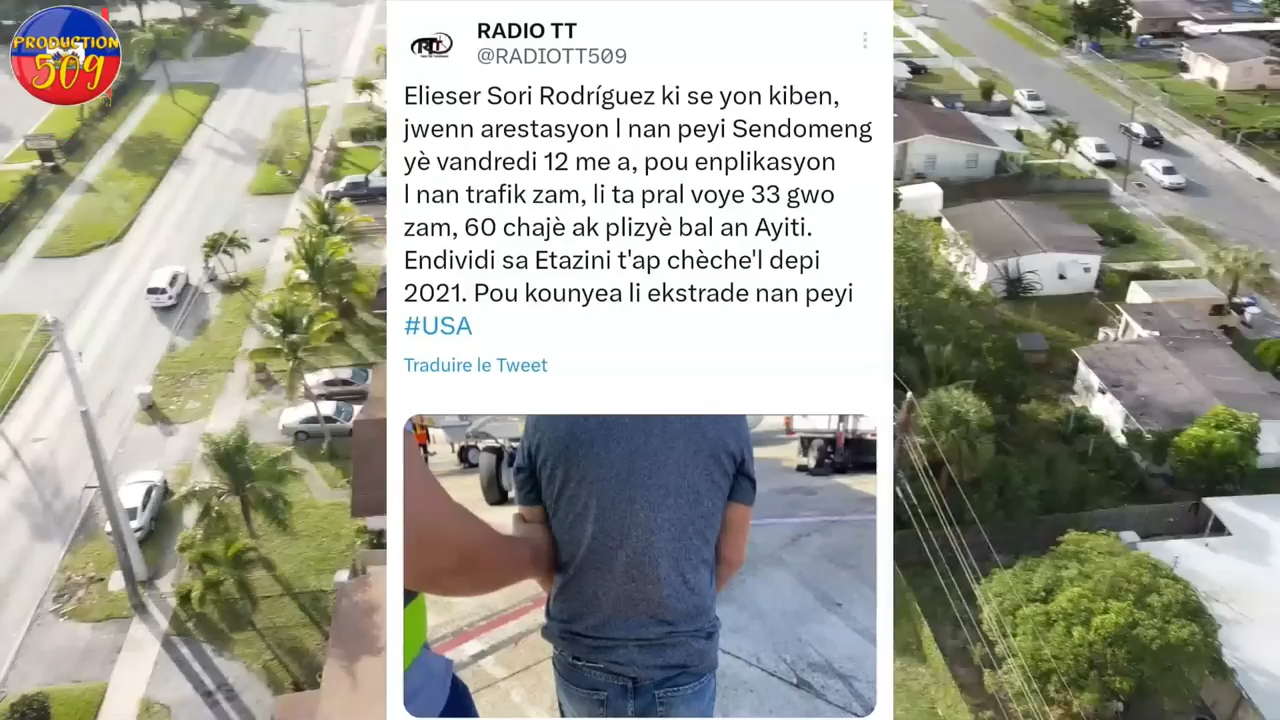 PRODUCTION
509
RADIO TT
@RADIOTT509
Elieser Sori Rodríguez ki se yon kiben,
jwenn arestasyon l nan peyi Sendomeng
yè vandredi 12 me a, pou enplikasyon
l nan trafik zam, li ta pral voye 33 gwo
zam, 60 chajè ak plizyè bal an Ayiti.
Endividi sa Etazini t'ap chèche'l depi
2021. Pou kounyea li ekstrade nan peyi
#USA
Traduire le Tweet